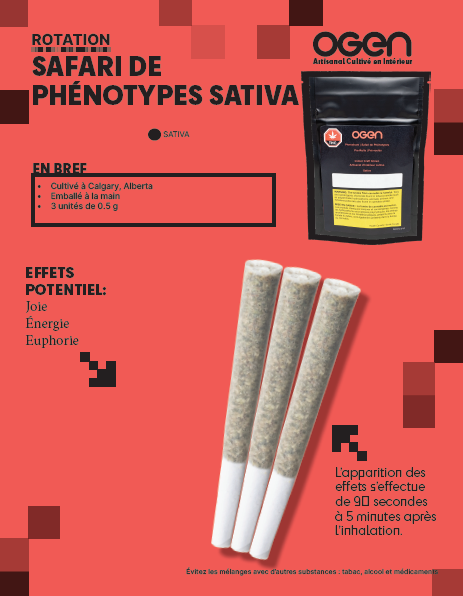 ROTATION
OGEN
Artisanal Cultivé en Intérieur
SAFARI DE
PHÉNOTYPES SATIVA
SATIVA
OGEN
EN BREF
• Cultivé à Calgary, Alberta
• Emballé à la main
• 3 unités de 0.5 g
EFFETS
POTENTIEL:
Joie
Énergie
Euphorie
L'apparition des
effets s'effectue
de 9 secondes
à 5 minutes après
l'inhalation.
Évitez les mélanges avec d'autres substances : tabac, alcool et médicaments.